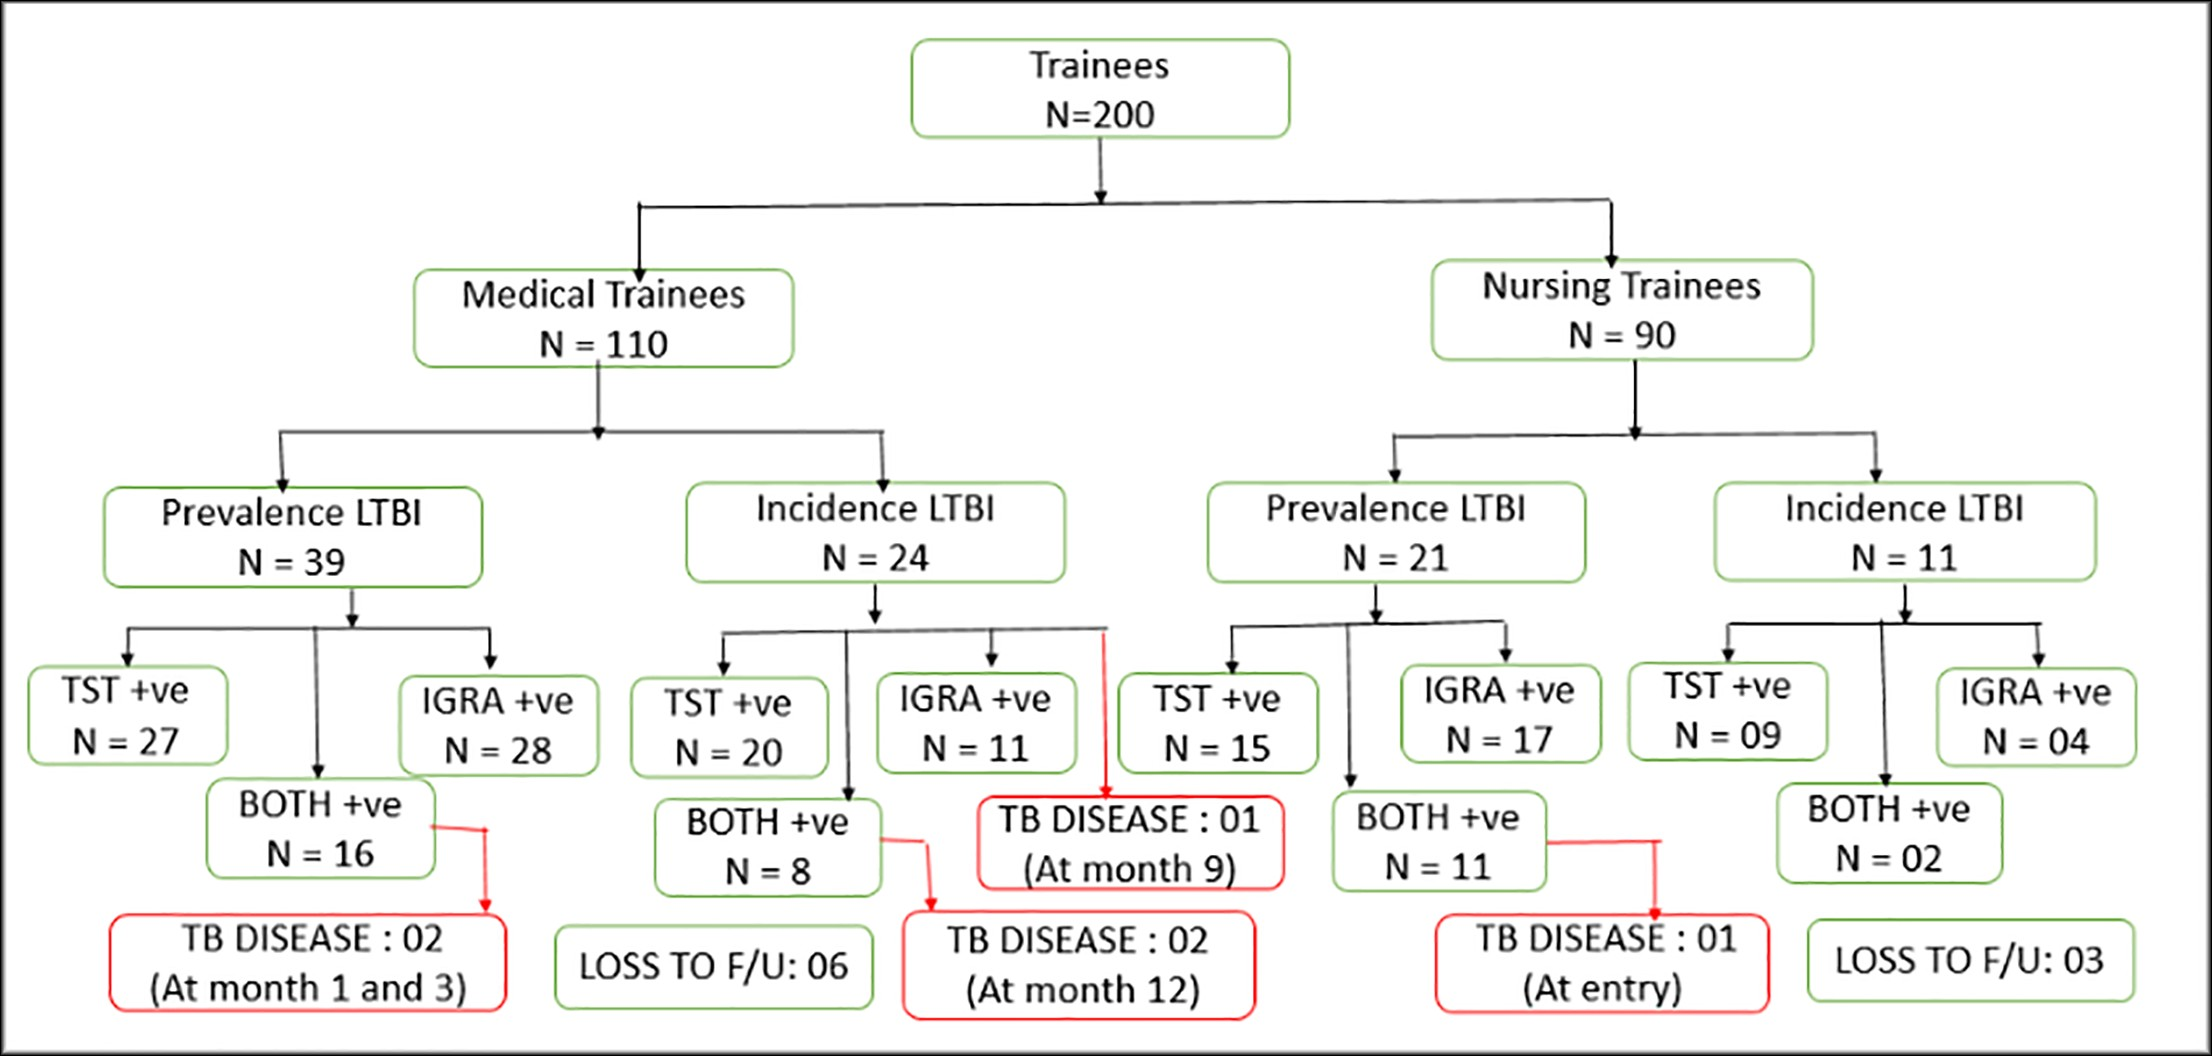 Trainees
N=200
Medical Trainees
N = 110
Nursing Trainees
N = 90
Prevalence LTBI
N = 39
Incidence LTBI
N = 24
Prevalence LTBI
N = 21
Incidence LTBI
N = 11
TST +ve
N = 27
IGRA +ve
N = 28
TST +ve
N = 20
IGRA +ve
N = 11
TST +ve
N = 15
IGRA +ve
N = 17
TST +ve
N = 09
IGRA +ve
N = 04
BOTH +ve
N = 16
BOTH +ve
N = 8
TB DISEASE : 01
(At month 9)
BOTH +ve
N = 11
BOTH +ve
N = 02
TB DISEASE : 02
(At month 1 and 3)
LOSS TO F/U: 06
TB DISEASE : 02
(At month 12)
TB DISEASE : 01
(At entry)
LOSS TO F/U: 03